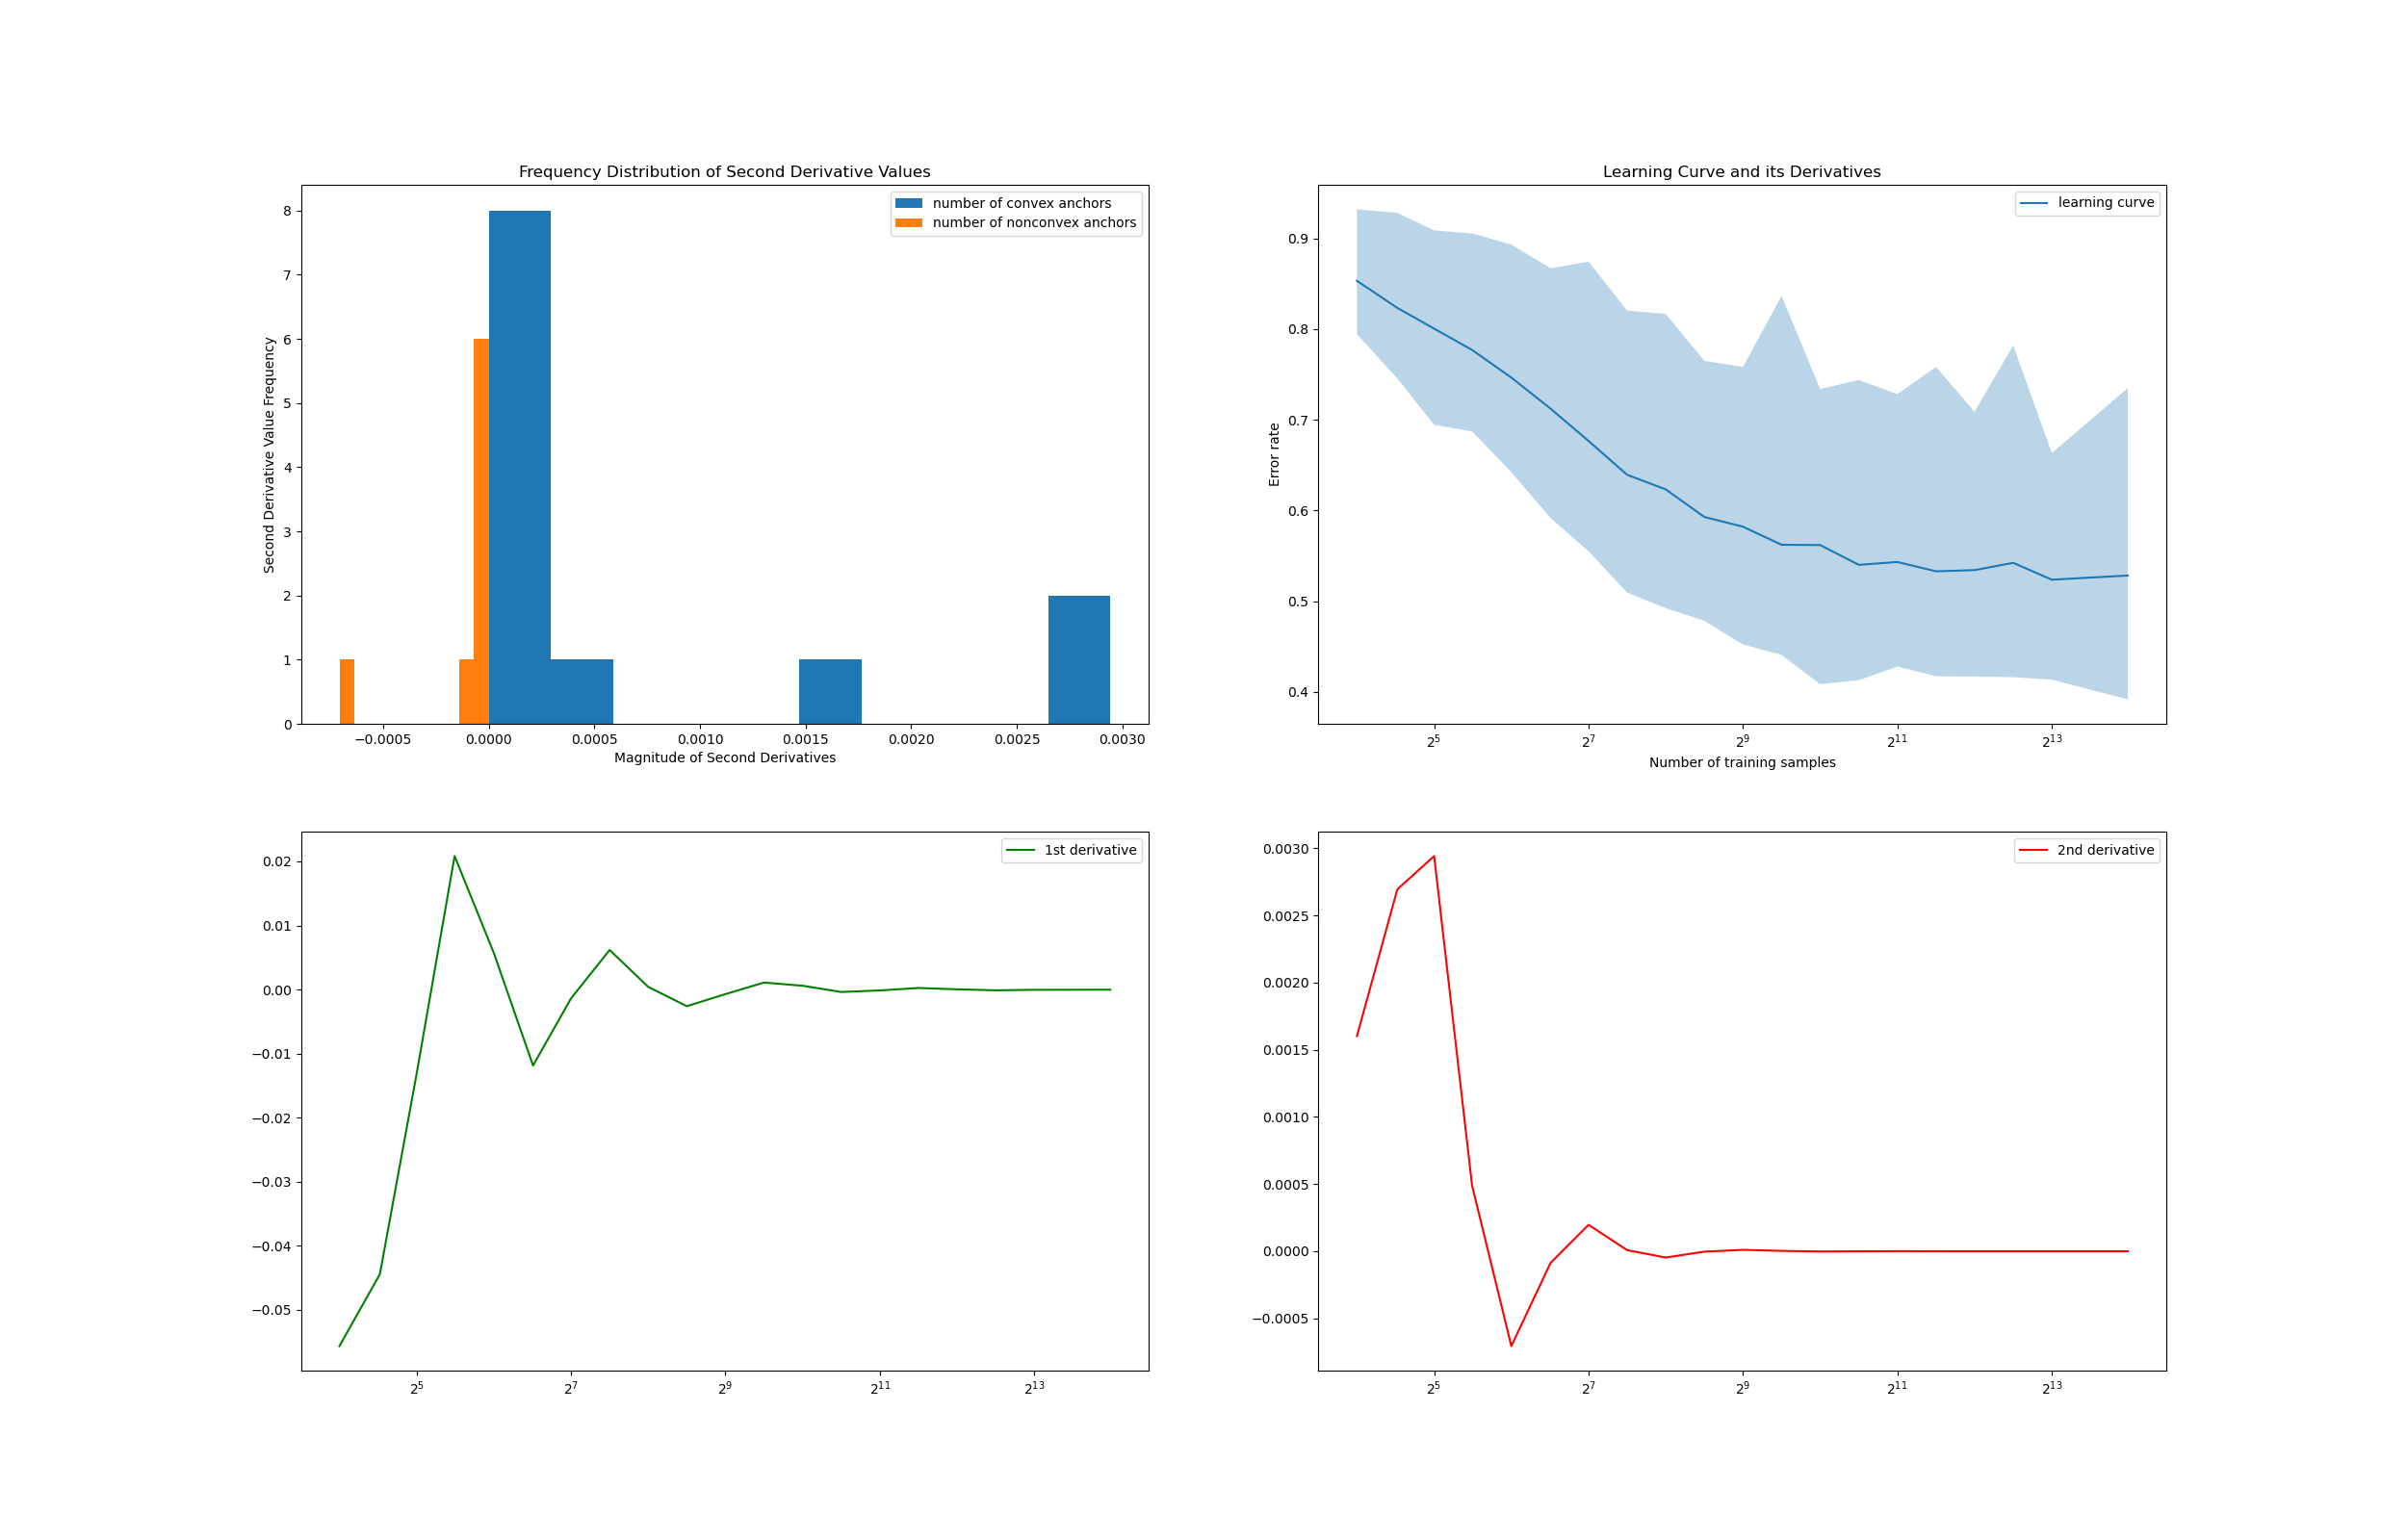 Frequency Distribution of Second Derivative Values
number of convex anchors
number of nonconvex anchors
Second Derivative Value Frequency
8
7
6
5
4
3
2
1
0
−0.0005 0.0000 0.0005 0.0010 0.0015 0.0020 0.0025 0.0030
Magnitude of Second Derivatives
Learning Curve and its Derivatives
learning curve
Error rate
0.9
0.8
0.7
0.6
0.5
0.4
2^5 2^7 2^9 2^11 2^13
Number of training samples
1st derivative
0.02
0.01
0.00
−0.01
−0.02
−0.03
−0.04
−0.05
2^5 2^7 2^9 2^11 2^13
2nd derivative
0.0030
0.0025
0.0020
0.0015
0.0010
0.0005
0.0000
−0.0005
2^5 2^7 2^9 2^11 2^13